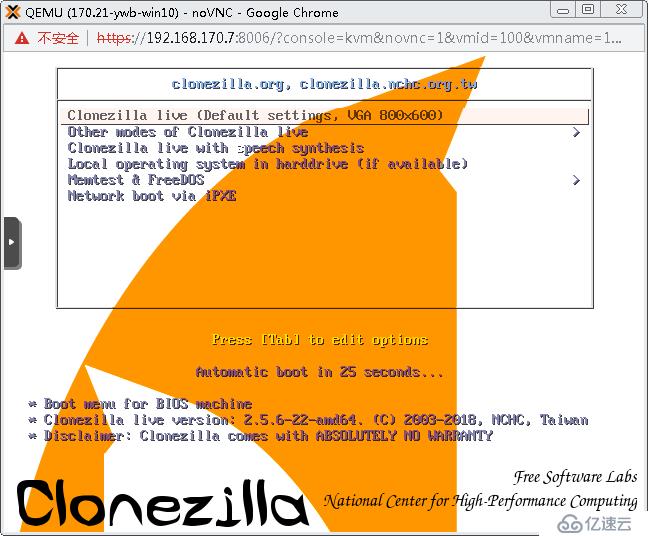 QEMU (170.21-ywb-win10) - noVNC - Google Chrome
不安全 | https://192.168.170.7:8006/?console=kvm&novnc=1&vmid=100&vmname=1...
clonezilla.org, clonezilla.nchc.org.tw
Clonezilla live (Default settings, VGA 800x600)
Other modes of Clonezilla live >
Clonezilla live with speech synthesis
Local operating system in harddrive (if available)
Memtest & FreeDOS >
Network boot via iPXE
Press [Tab] to edit options
Automatic boot in 25 seconds...
* Boot menu for BIOS machine
* Clonezilla live version: 2.5.6-22-amd64. (C) 2003-2018, NCHC, Taiwan
* Disclaimer: Clonezilla comes with ABSOLUTELY NO WARRANTY
Free Software Labs
Clonezilla National Center for High-Performance Computing
亿速云